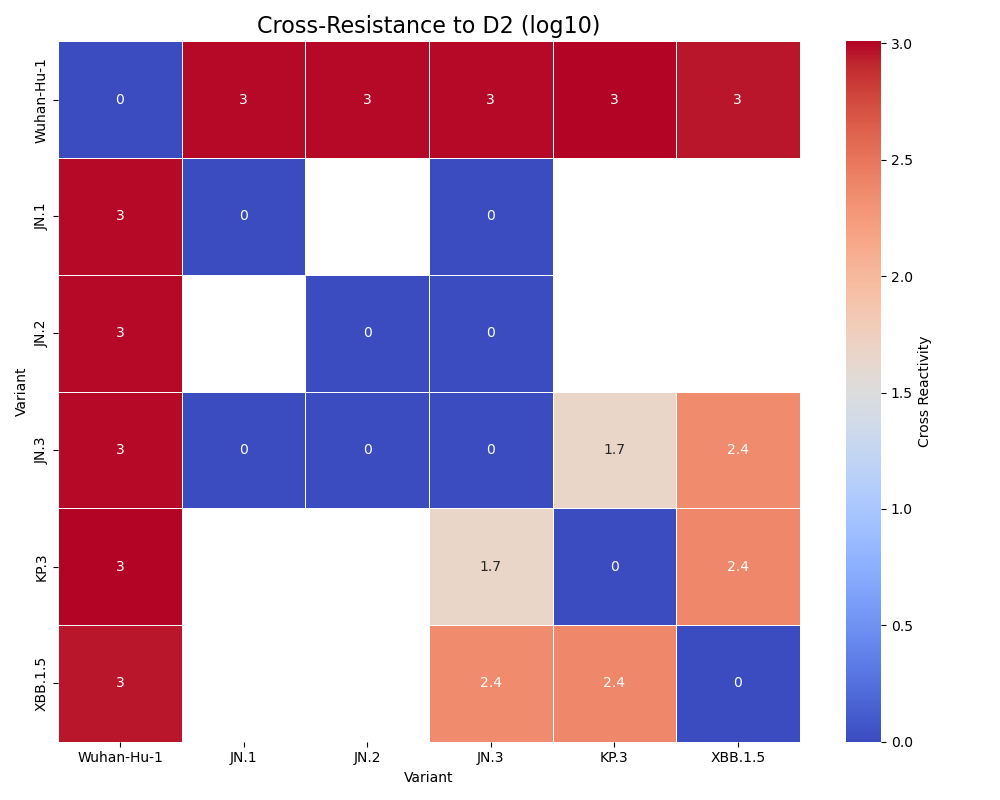 Cross-Resistance to D2 (log10)
Wuhan-Hu-1 0 3 3 3 3 3
JN.1 3 0 0
JN.2 3 0 0
JN.3 3 0 0 0 1.7 2.4
KP.3 3 1.7 0 2.4
XBB.1.5 3 2.4 2.4 0
Wuhan-Hu-1 JN.1 JN.2 JN.3 KP.3 XBB.1.5
Variant
Variant
3.0
2.5
2.0
1.5
1.0
0.5
0.0
Cross Reactivity